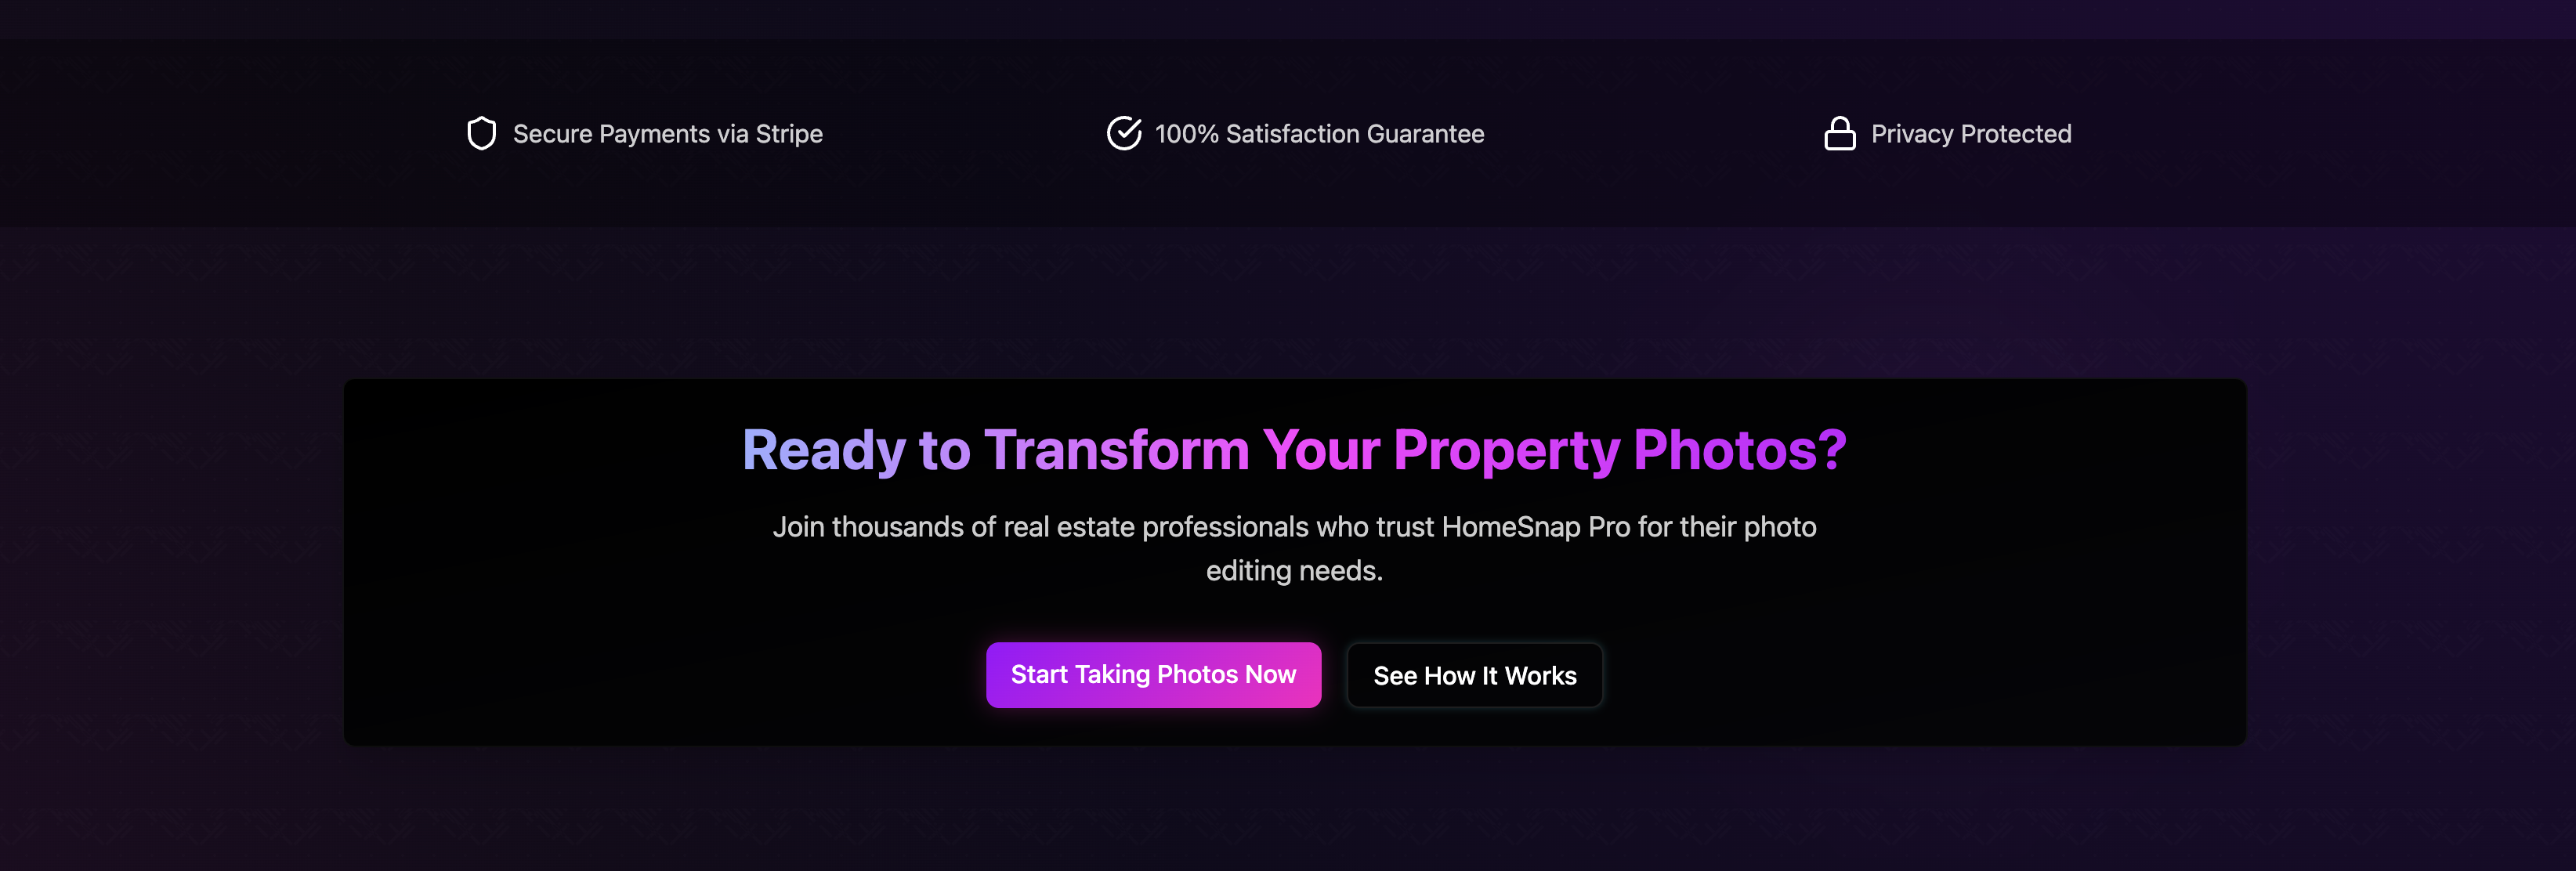 Secure Payments via Stripe
100% Satisfaction Guarantee
Privacy Protected
Ready to Transform Your Property Photos?
Join thousands of real estate professionals who trust HomeSnap Pro for their photo
editing needs.
Start Taking Photos Now
See How It Works